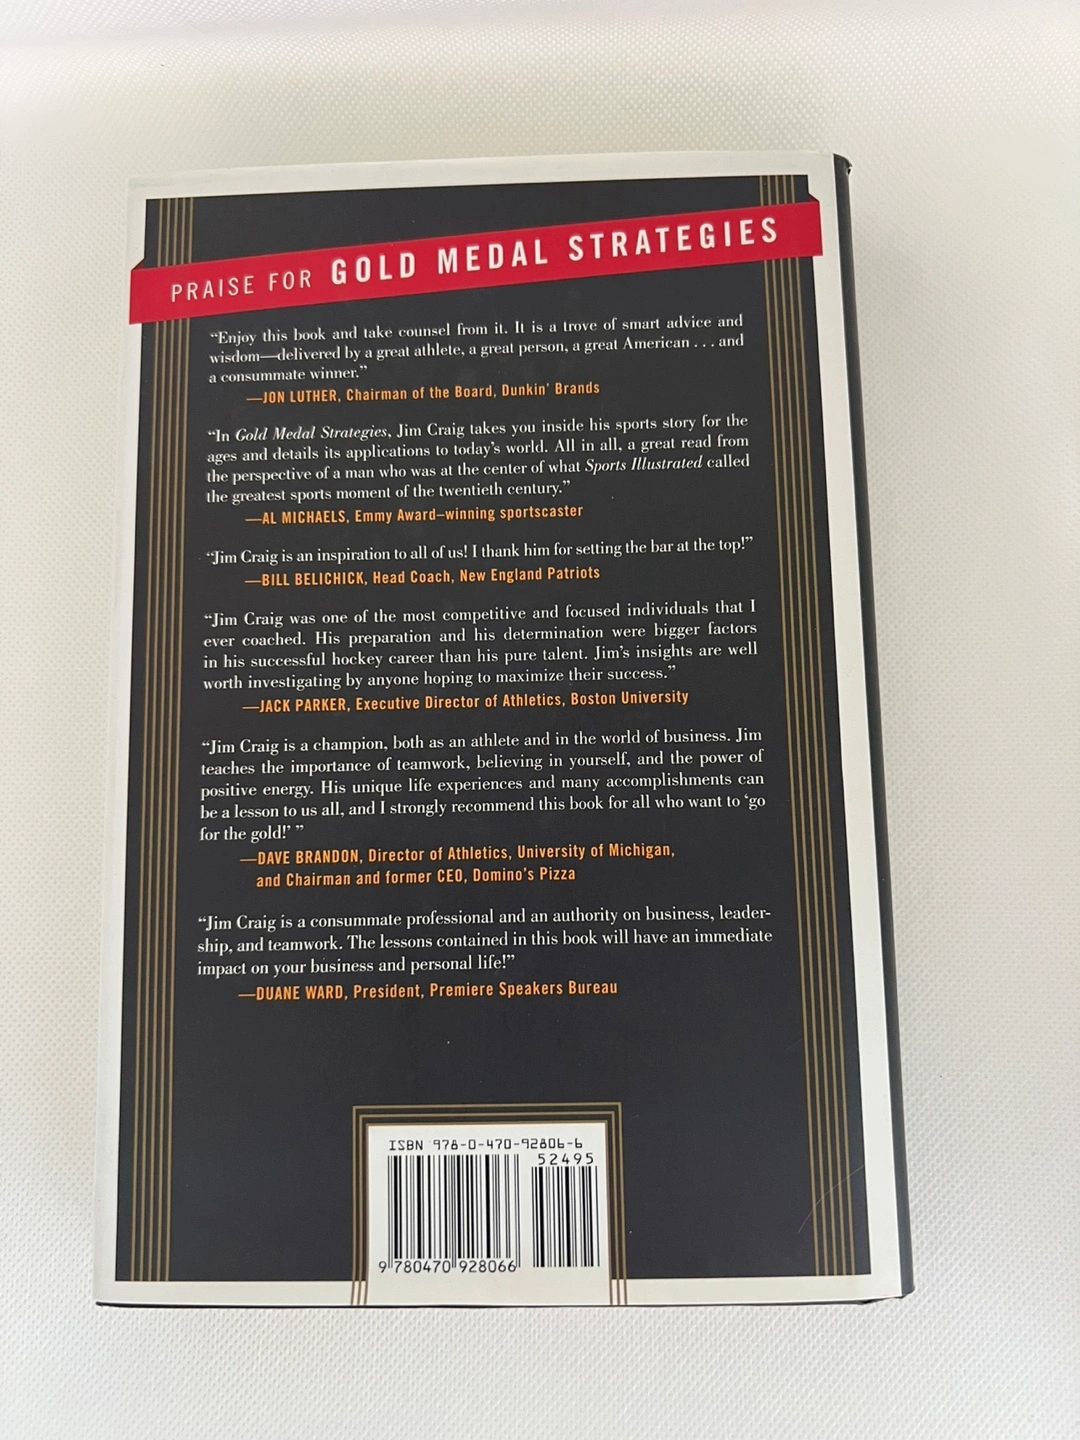 PRAISE FOR GOLD MEDAL STRATEGIES
“Enjoy this book and take counsel from it. It is a trove of smart advice and
wisdom—delivered by a great athlete, a great person, a great American . . . and
a consummate winner.”
—JON LUTHER, Chairman of the Board, Dunkin’ Brands
“In Gold Medal Strategies, Jim Craig takes you inside his sports story for the
ages and details its applications to today’s world. All in all, a great read from
the perspective of a man who was at the center of what Sports Illustrated called
the greatest sports moment of the twentieth century.”
—AL MICHAELS, Emmy Award–winning sportscaster
“Jim Craig is an inspiration to all of us! I thank him for setting the bar at the top!”
—BILL BELICHICK, Head Coach, New England Patriots
“Jim Craig was one of the most competitive and focused individuals that I
ever coached. His preparation and his determination were bigger factors
in his successful hockey career than his pure talent. Jim’s insights are well
worth investigating by anyone hoping to maximize their success.”
—JACK PARKER, Executive Director of Athletics, Boston University
“Jim Craig is a champion, both as an athlete and in the world of business. Jim
teaches the importance of teamwork, believing in yourself, and the power of
positive energy. His unique life experiences and many accomplishments can
be a lesson to us all, and I strongly recommend this book for all who want to ‘go
for the gold!’ ”
—DAVE BRANDON, Director of Athletics, University of Michigan,
and Chairman and former CEO, Domino’s Pizza
“Jim Craig is a consummate professional and an authority on business, leader-
ship, and teamwork. The lessons contained in this book will have an immediate
impact on your business and personal life!”
—DUANE WARD, President, Premiere Speakers Bureau
ISBN 978-0-470-92806-6
52495
9 780470 928066